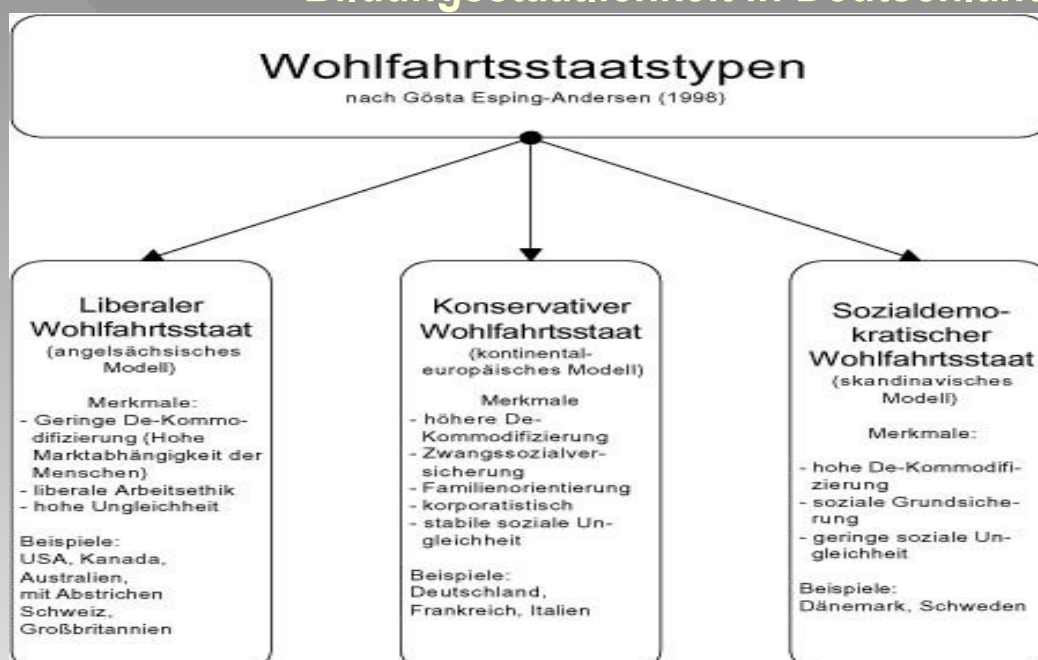 Bildungsstaatlichkeit in Deutschland
Wohlfahrtsstaatstypen
nach Gösta Esping-Andersen (1998)
Liberaler
Wohlfahrtsstaat
(angelsächsisches
Modell)
Merkmale:
- Geringe De-Kommo-
difizierung (Hohe
Marktabhängigkeit der
Menschen)
- liberale Arbeitsethik
- hohe Ungleichheit
Beispiele:
USA, Kanada,
Australien,
mit Abstrichen
Schweiz,
Großbritannien
Konservativer
Wohlfahrtsstaat
(kontinental-
europäisches Modell)
Merkmale
- höhere De-
Kommodifizierung
- Zwangssozialver-
sicherung
- Familienorientierung
- korporatistisch
- stabile soziale Un-
gleichheit
Beispiele:
Deutschland,
Frankreich, Italien
Sozialdemo-
kratischer
Wohlfahrtsstaat
(skandinavisches
Modell)
Merkmale:
- hohe De-Kommodifi-
zierung
- soziale Grundsiche-
rung
- geringe soziale Un-
gleichheit
Beispiele:
Dänemark, Schweden